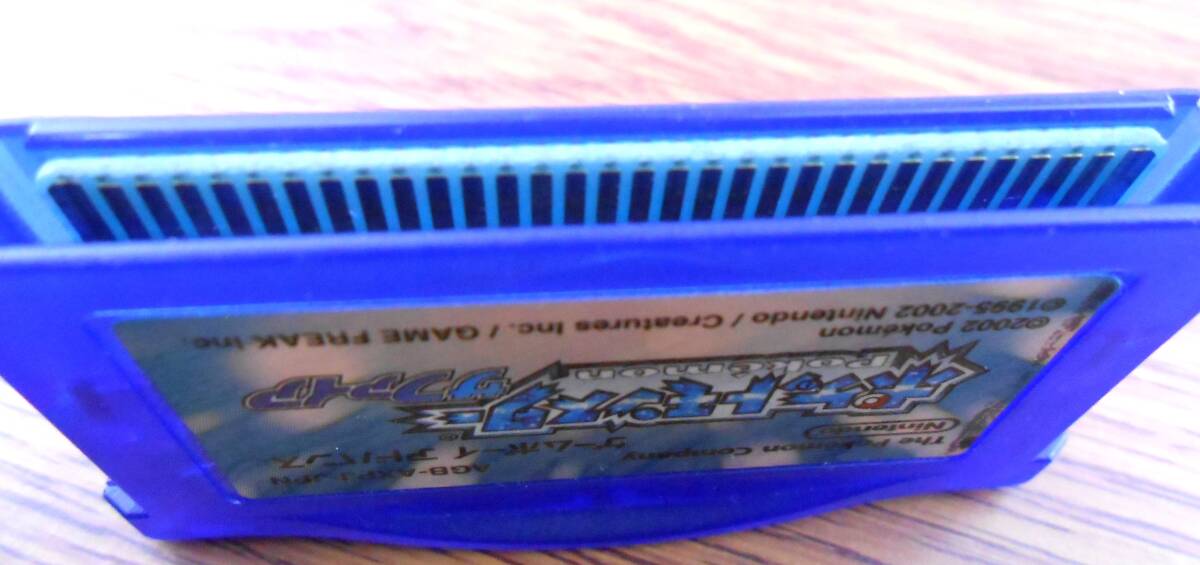 The Pokémon Company
Nintendo
ゲームボーイアドバンス
AGB-AXPJ-JPN
ポケットモンスター
Pokémon
サファイア
©2002 Pokémon
©1995-2002 Nintendo / Creatures Inc. / GAME FREAK inc.